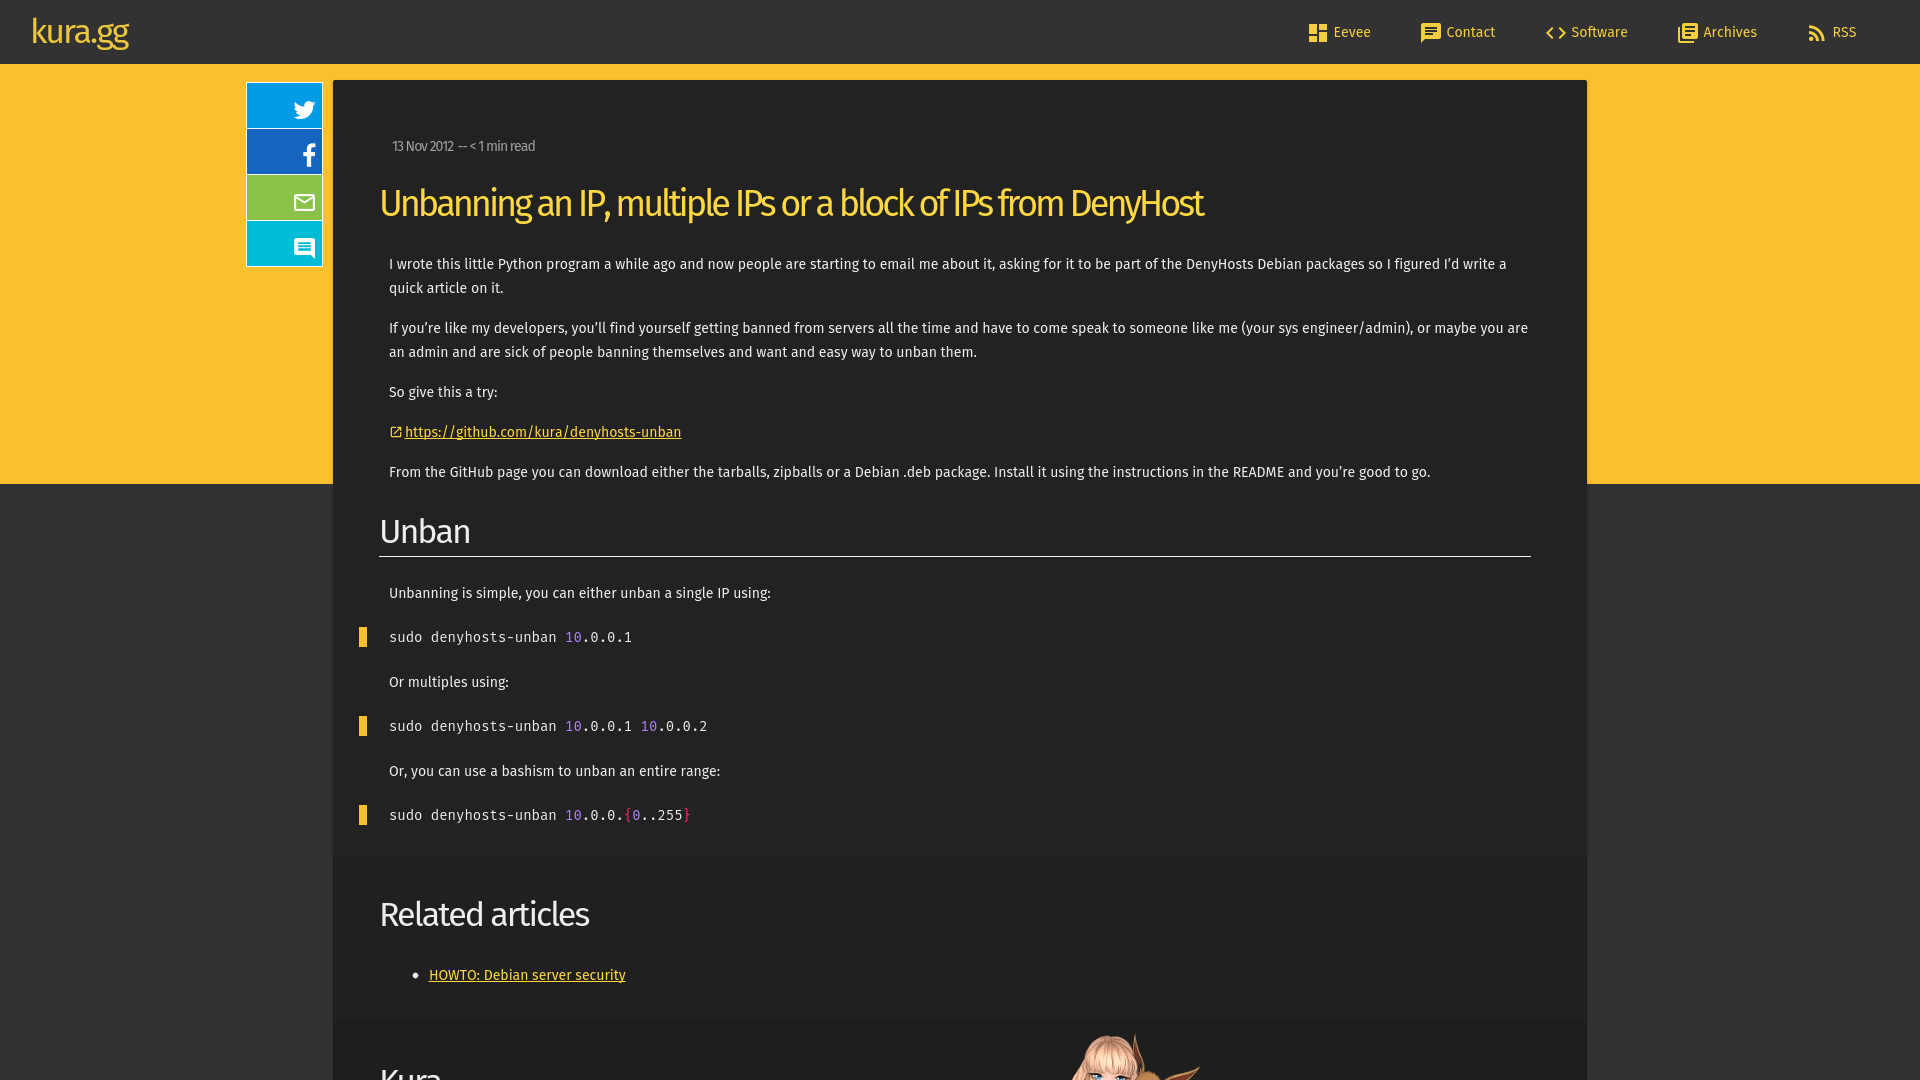 kura.gg
Eevee
Contact
Software
Archives
RSS
13 Nov 2012 -- < 1 min read
Unbanning an IP, multiple IPs or a block of IPs from DenyHost
I wrote this little Python program a while ago and now people are starting to email me about it, asking for it to be part of the DenyHosts Debian packages so I figured I’d write a
quick article on it.
If you’re like my developers, you’ll find yourself getting banned from servers all the time and have to come speak to someone like me (your sys engineer/admin), or maybe you are
an admin and are sick of people banning themselves and want and easy way to unban them.
So give this a try:
https://github.com/kura/denyhosts-unban
From the GitHub page you can download either the tarballs, zipballs or a Debian .deb package. Install it using the instructions in the README and you’re good to go.
Unban
Unbanning is simple, you can either unban a single IP using:
sudo denyhosts-unban 10.0.0.1
Or multiples using:
sudo denyhosts-unban 10.0.0.1 10.0.0.2
Or, you can use a bashism to unban an entire range:
sudo denyhosts-unban 10.0.0.{0..255}
Related articles
HOWTO: Debian server security
Kura